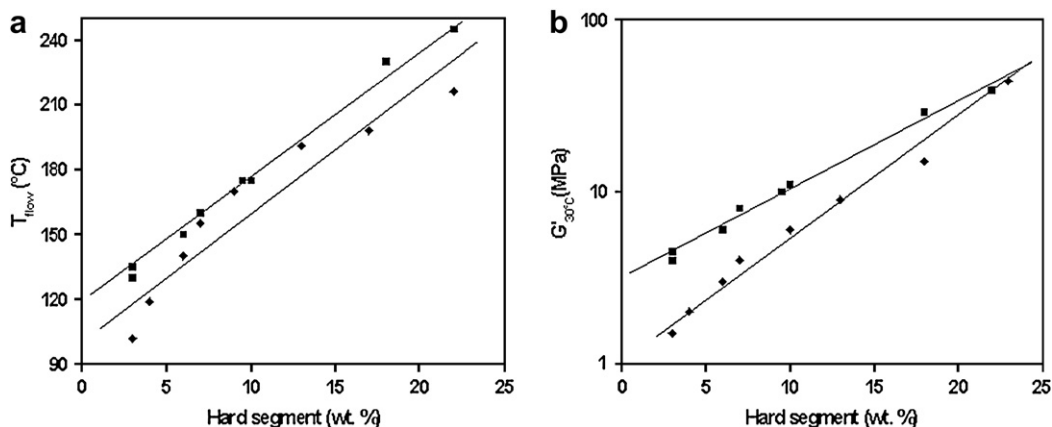 a
240
210
180
150
120
90
T_flow (°C)
0 5 10 15 20 25
Hard segment (wt. %)
b
100
10
1
G'_30°C (MPa)
0 5 10 15 20 25
Hard segment (wt. %)